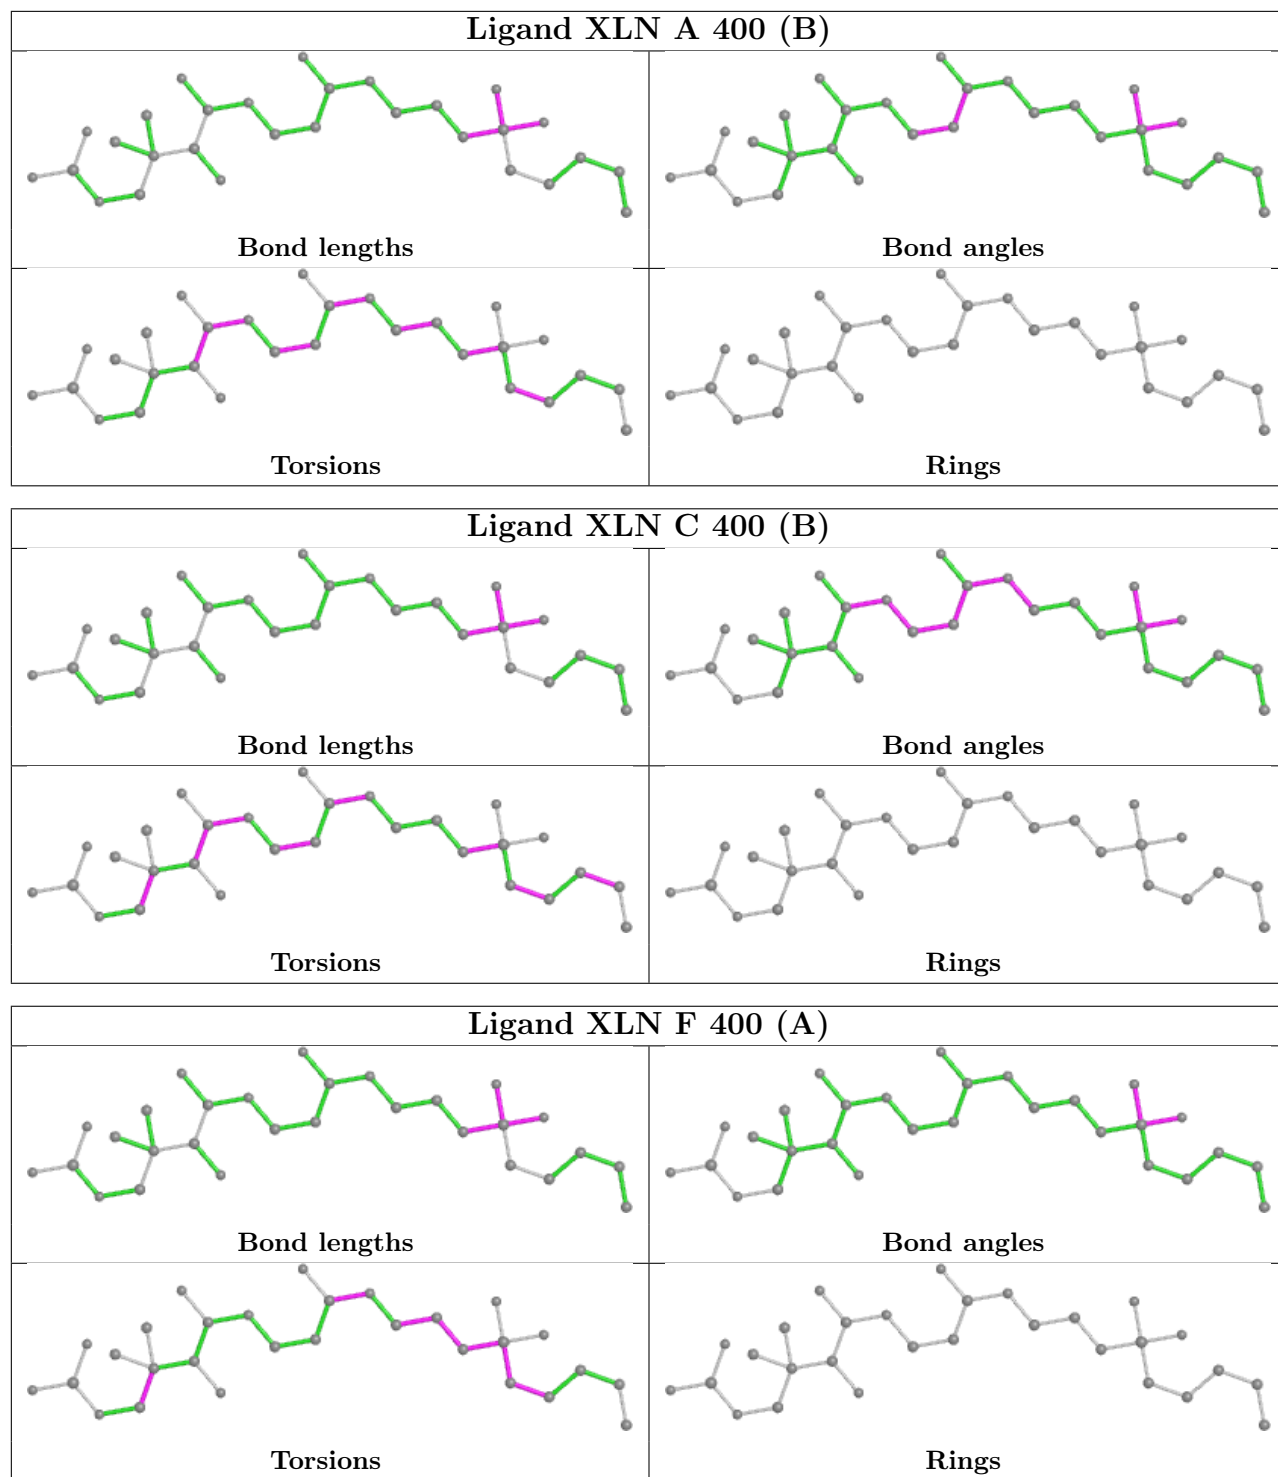 Ligand XLN A 400 (B)
Bond lengths
Bond angles
Torsions
Rings
Ligand XLN C 400 (B)
Bond lengths
Bond angles
Torsions
Rings
Ligand XLN F 400 (A)
Bond lengths
Bond angles
Torsions
Rings